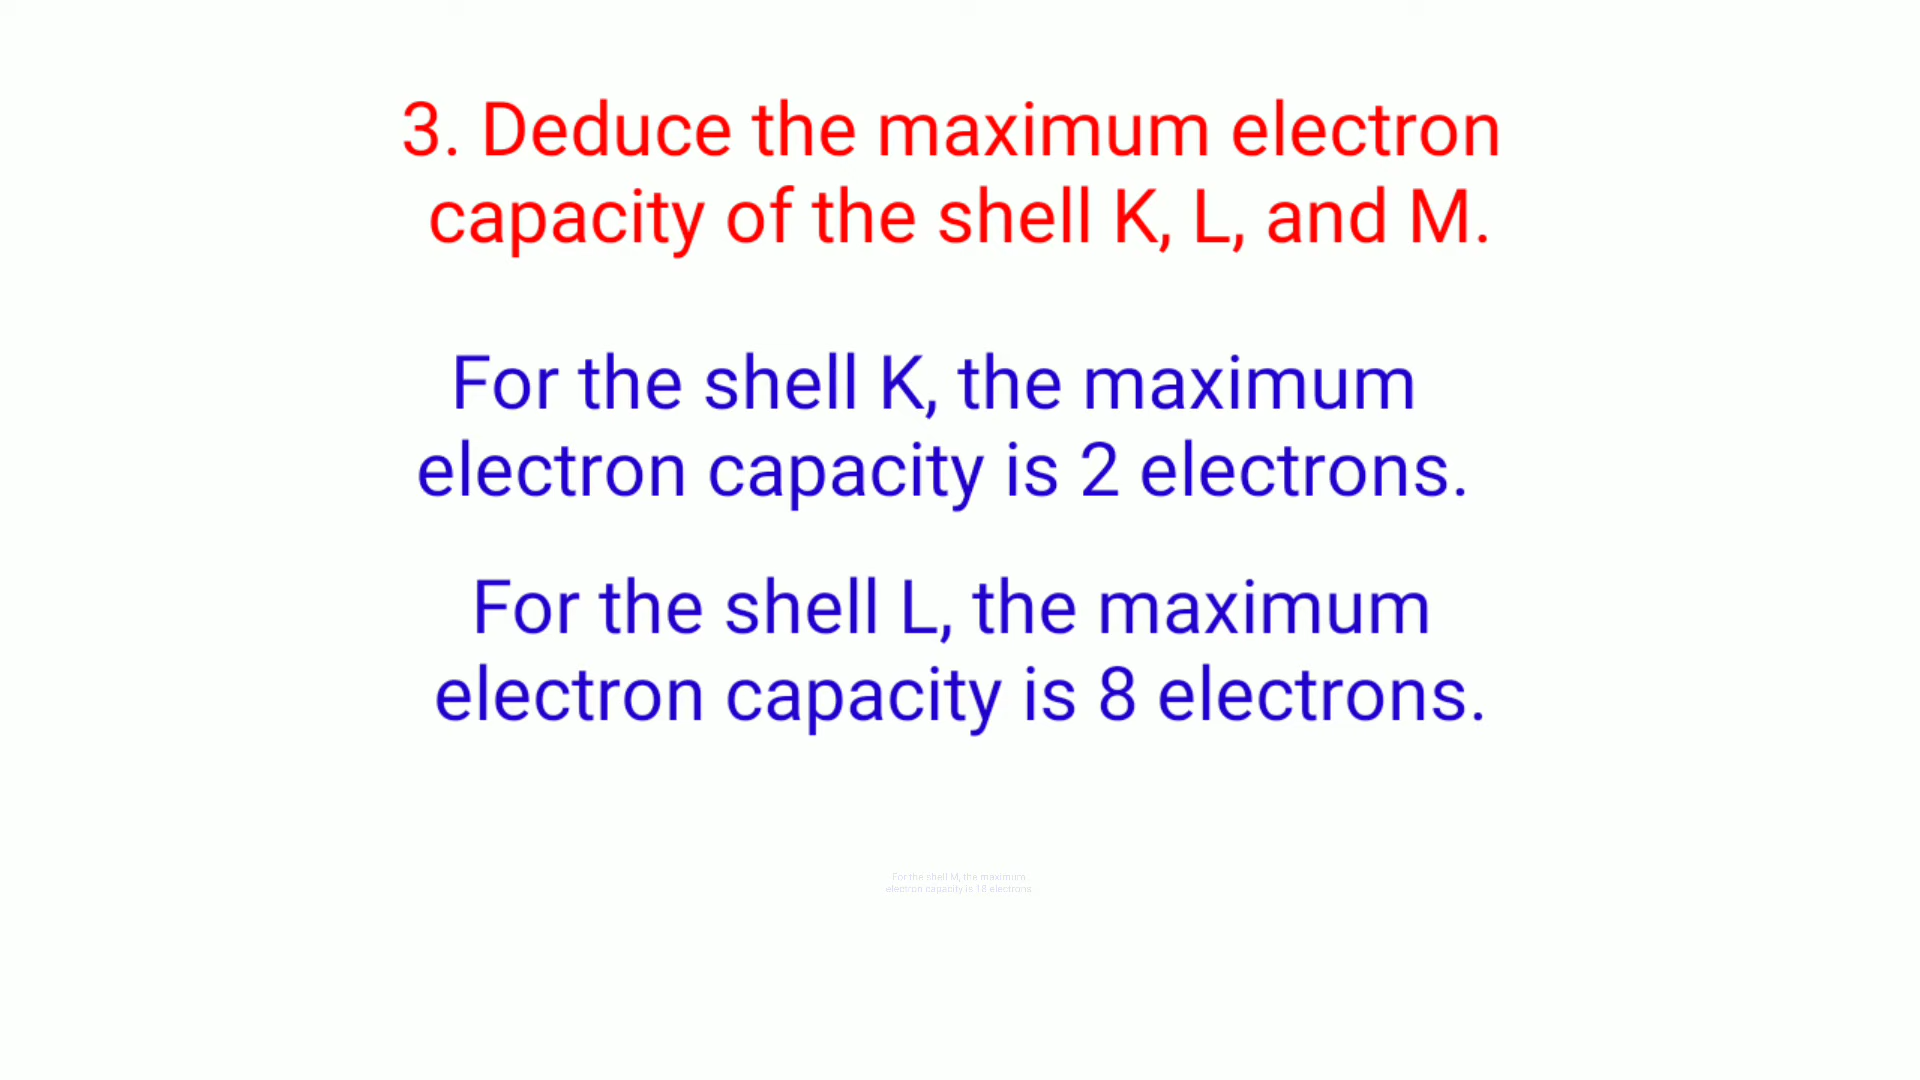 3. Deduce the maximum electron
capacity of the shell K, L, and M.
For the shell K, the maximum
electron capacity is 2 electrons.
For the shell L, the maximum
electron capacity is 8 electrons.
For the shell M, the maximum
electron capacity is 18 electrons.